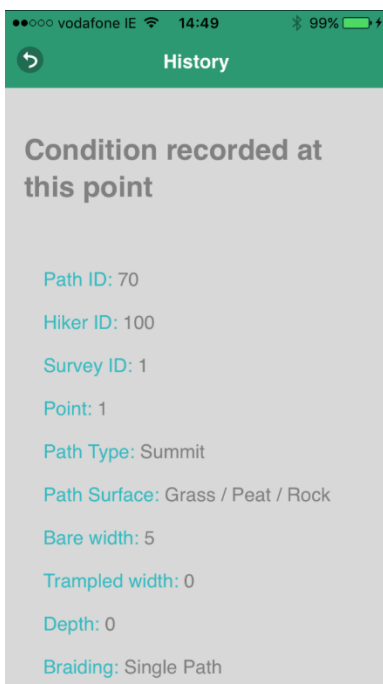 vodafone IE 14:49 99%
History
Condition recorded at
this point
Path ID: 70
Hiker ID: 100
Survey ID: 1
Point: 1
Path Type: Summit
Path Surface: Grass / Peat / Rock
Bare width: 5
Trampled width: 0
Depth: 0
Braiding: Single Path